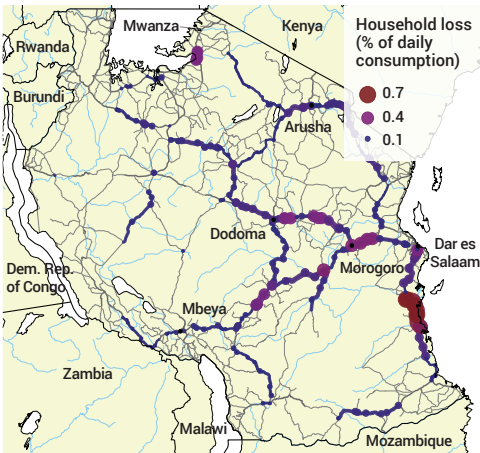 Mwanza
Kenya
Rwanda
Burundi
Household loss
(% of daily
consumption)
0.7
0.4
0.1
Arusha
Dodoma
Dar es
Salaam
Morogoro
Dem. Rep.
of Congo
Mbeya
Zambia
Malawi
Mozambique